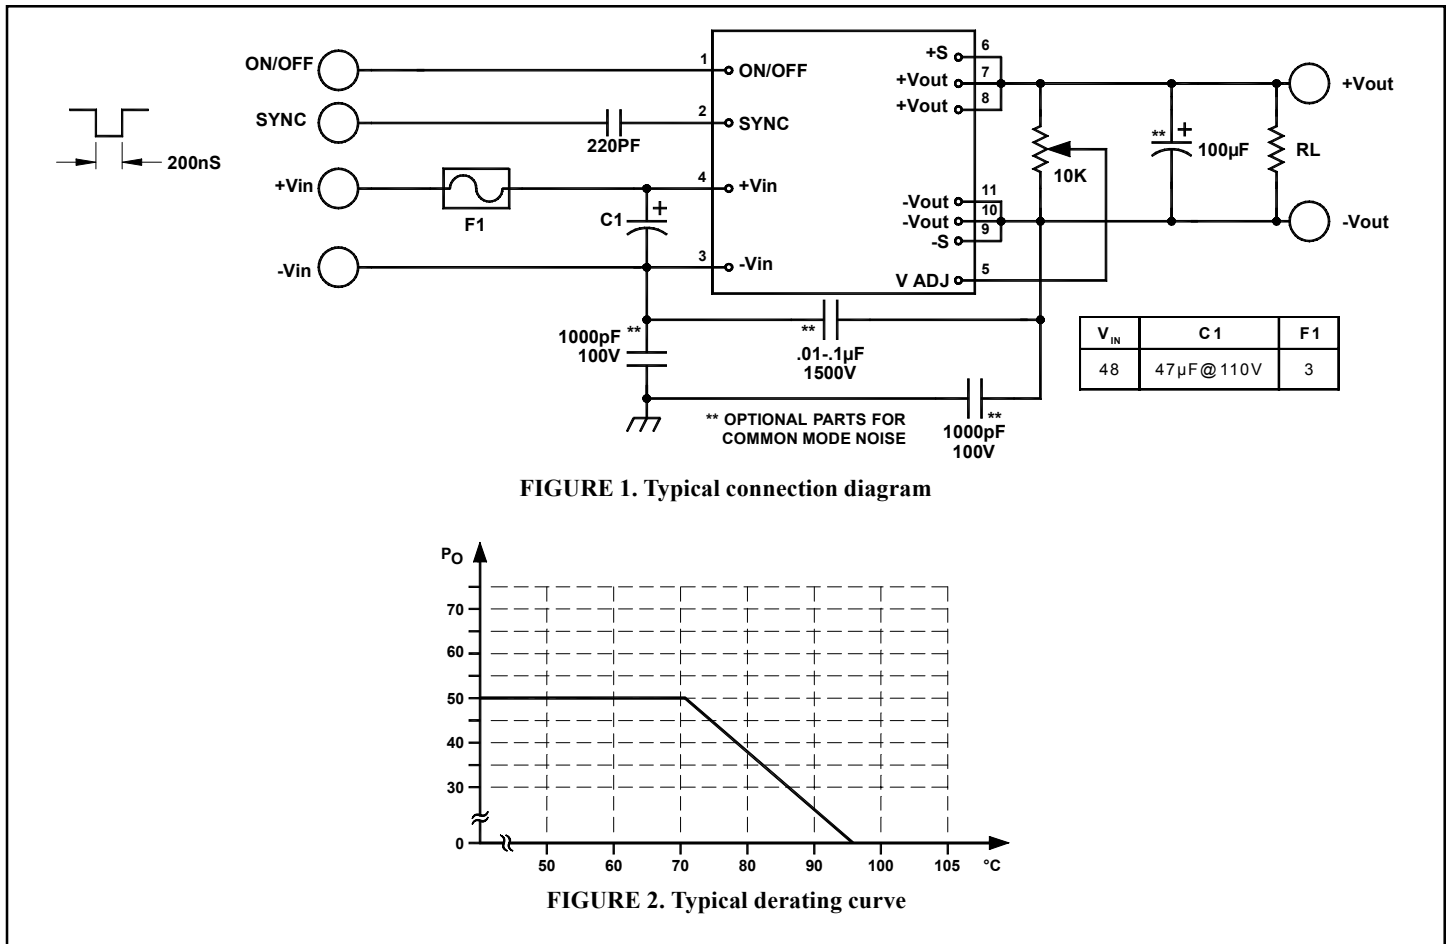 ON/OFF
1
ON/OFF
SYNC
200nS
220PF
2
SYNC
+Vin
F1
C1
+
4
+Vin
-Vin
3
-Vin
+S
6
+Vout
7
+Vout
8
-Vout
11
-Vout
10
-S
9
V ADJ
5
10K
**
+
100µF
RL
+Vout
-Vout
1000pF **
100V
**
.01-.1µF
1500V
** OPTIONAL PARTS FOR
COMMON MODE NOISE
**
1000pF
100V
VIN C1 F1
48 47µF@110V 3
FIGURE 1. Typical connection diagram
PO
70
60
50
40
30
0
50 60 70 80 90 100 105 °C
FIGURE 2. Typical derating curve